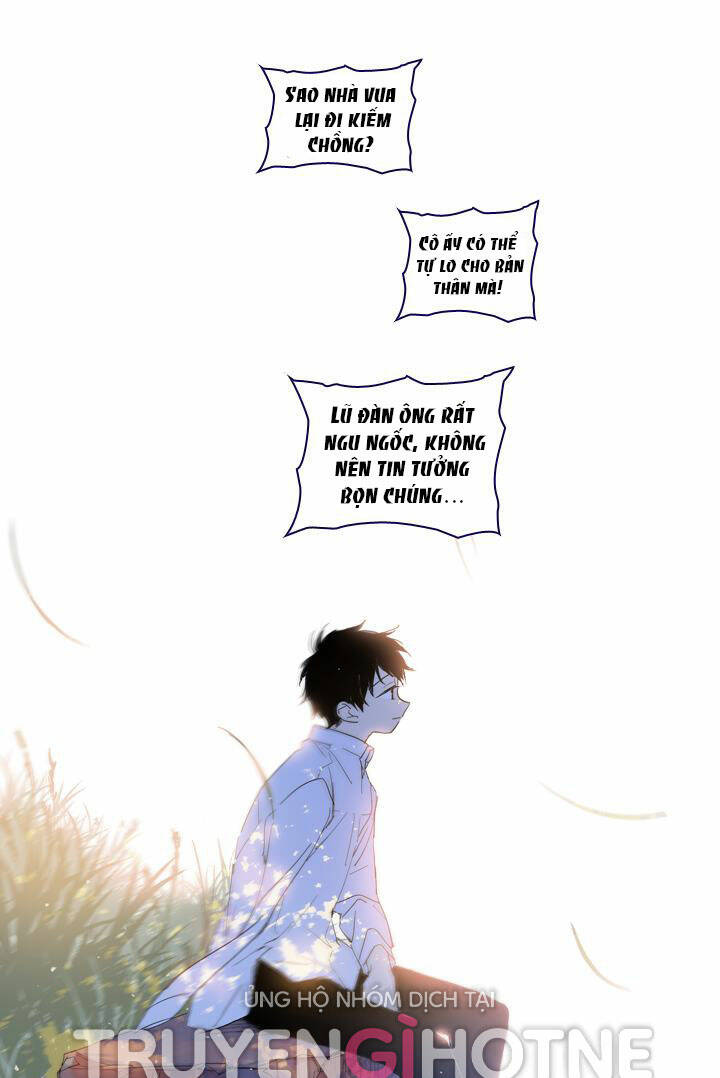 SAO NHÀ VUA
LẠI ĐI KIẾM
CHỒNG?
CÔ ẤY CÓ THỂ
TỰ LO CHO BẢN
THÂN MÀ!
LŨ ĐÀN ÔNG RẤT
NGU NGỐC, KHÔNG
NÊN TIN TƯỞNG
BỌN CHÚNG...
ỦNG HỘ NHÓM DỊCH TẠI
TRUYENGIHOTNE